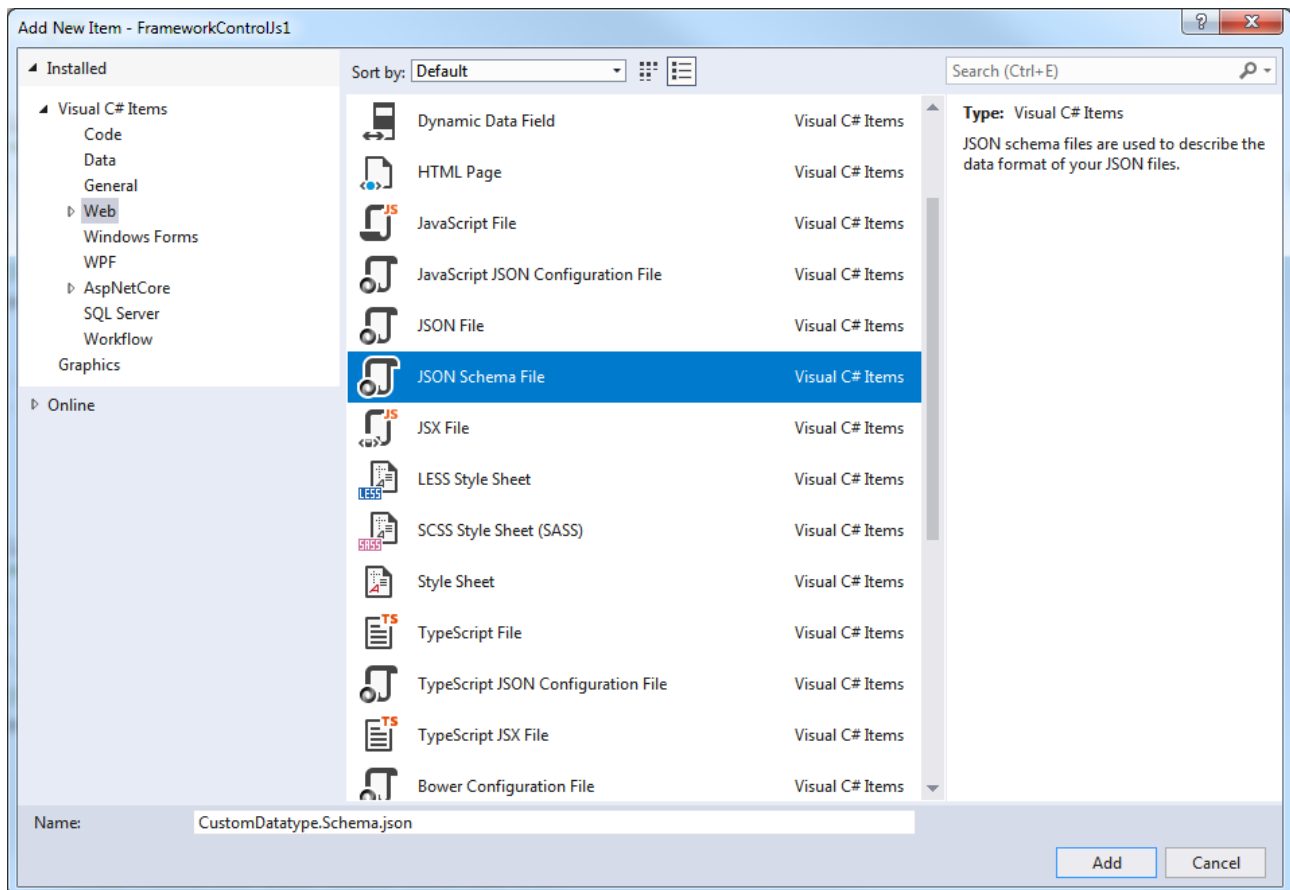 Add New Item - FrameworkControlJs1
Installed
Sort by: Default
Search (Ctrl+E)
Visual C# Items
Code
Data
General
Web
Windows Forms
WPF
AspNetCore
SQL Server
Workflow
Graphics
Online
Dynamic Data Field Visual C# Items
HTML Page Visual C# Items
JS
JavaScript File Visual C# Items
JavaScript JSON Configuration File Visual C# Items
JSON File Visual C# Items
JSON Schema File Visual C# Items
JS
JSX File Visual C# Items
LESS
LESS Style Sheet Visual C# Items
SASS
SCSS Style Sheet (SASS) Visual C# Items
Style Sheet Visual C# Items
TS
TypeScript File Visual C# Items
TypeScript JSON Configuration File Visual C# Items
TS
TypeScript JSX File Visual C# Items
Bower Configuration File Visual C# Items
Type: Visual C# Items
JSON schema files are used to describe the
data format of your JSON files.
Name: CustomDatatype.Schema.json
Add
Cancel